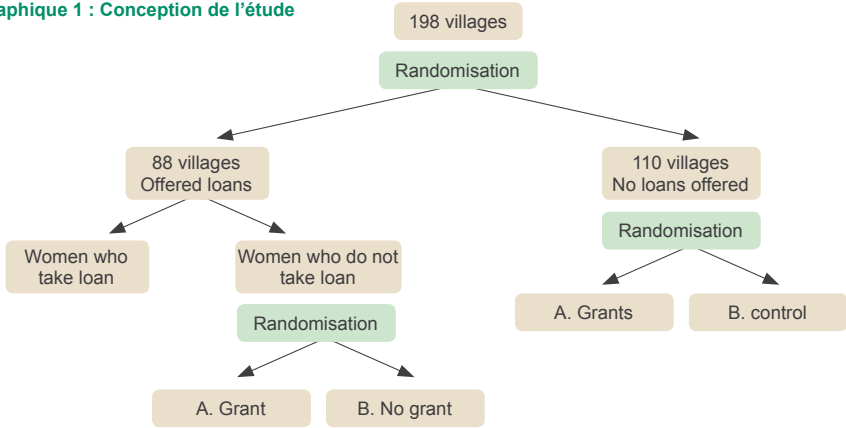 aphique 1 : Conception de l'étude
198 villages
Randomisation
88 villages
Offered loans
110 villages
No loans offered
Women who
take loan
Women who do not
take loan
Randomisation
Randomisation
A. Grants
B. control
A. Grant
B. No grant